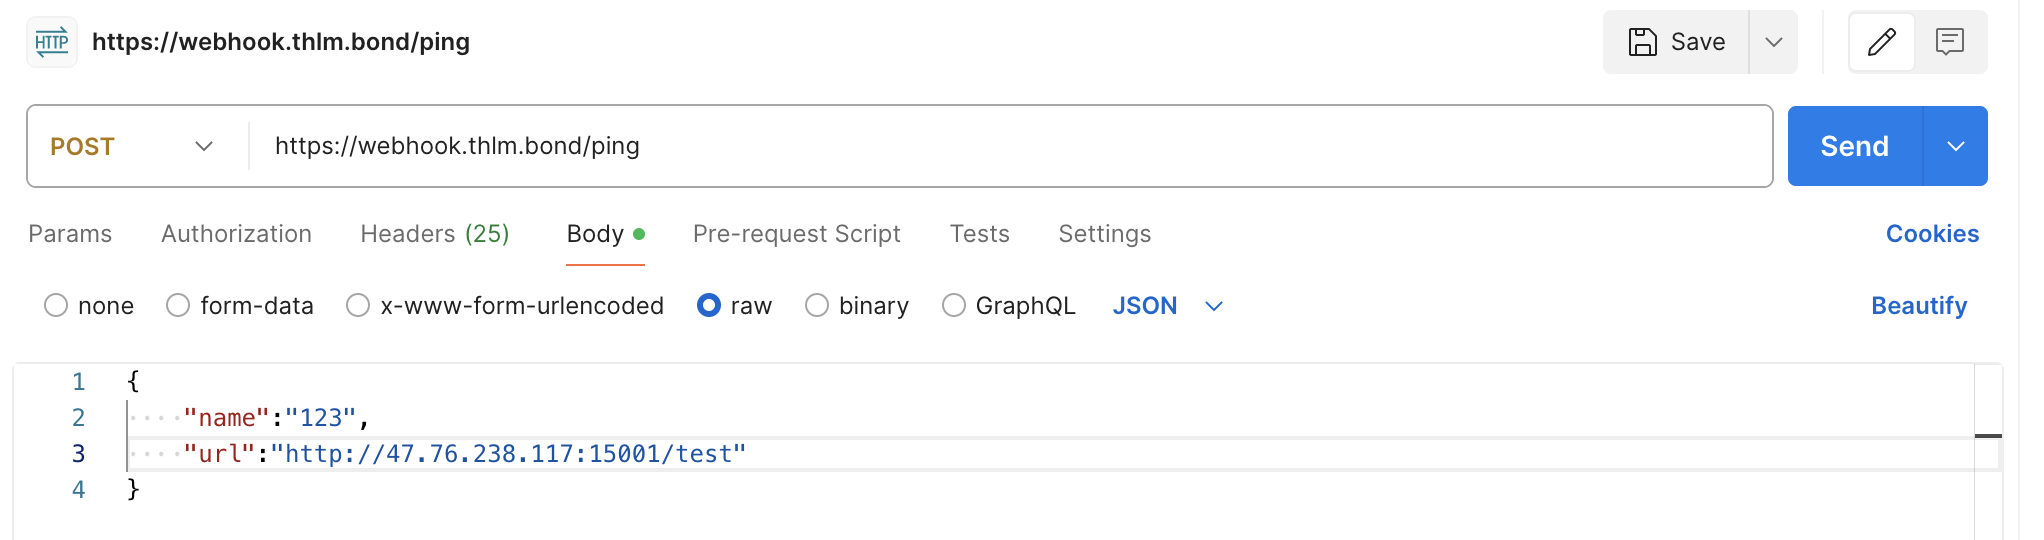 HTTP https://webhook.thlm.bond/ping Save
POST https://webhook.thlm.bond/ping Send
Params Authorization Headers (25) Body Pre-request Script Tests Settings Cookies
none form-data x-www-form-urlencoded raw binary GraphQL JSON Beautify
1 {
2 "name":"123",
3 "url":"http://47.76.238.117:15001/test"
4 }